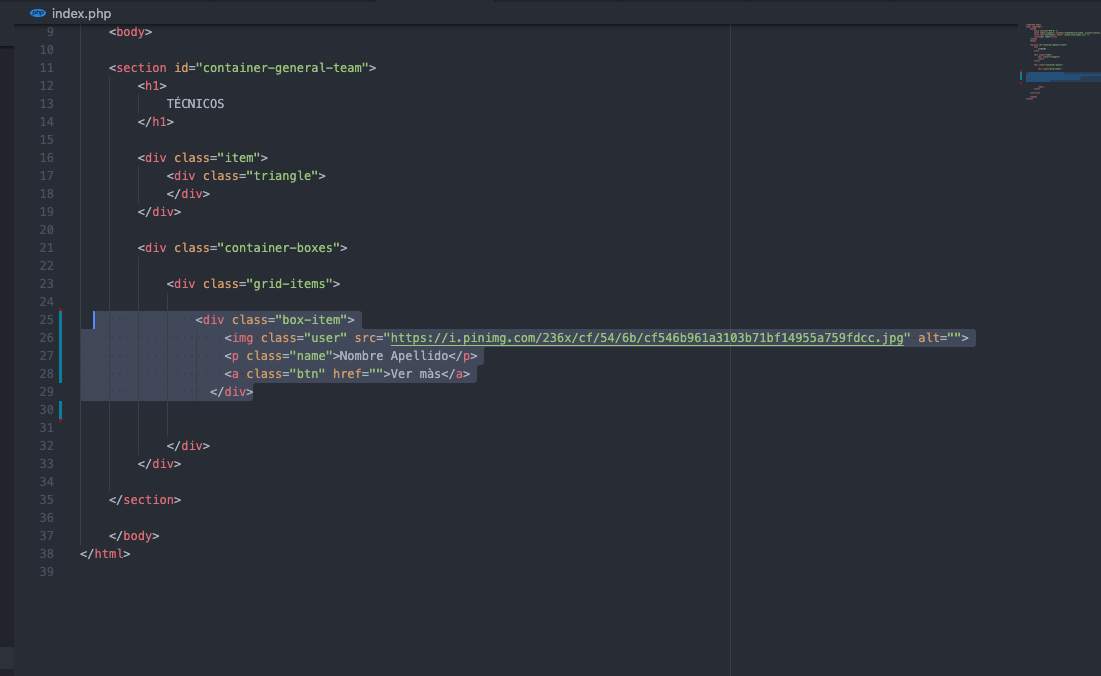 php index.php
9 <body>
10
11 <section id="container-general-team">
12 <h1>
13 TÉCNICOS
14 </h1>
15
16 <div class="item">
17 <div class="triangle">
18 </div>
19 </div>
20
21 <div class="container-boxes">
22
23 <div class="grid-items">
24
25 <div class="box-item">
26 <img class="user" src="https://i.pinimg.com/236x/cf/54/6b/cf546b961a3103b71bf14955a759fdcc.jpg" alt="">
27 <p class="name">Nombre Apellido</p>
28 <a class="btn" href="">Ver màs</a>
29 </div>
30
31
32 </div>
33 </div>
34
35 </section>
36
37 </body>
38 </html>
39